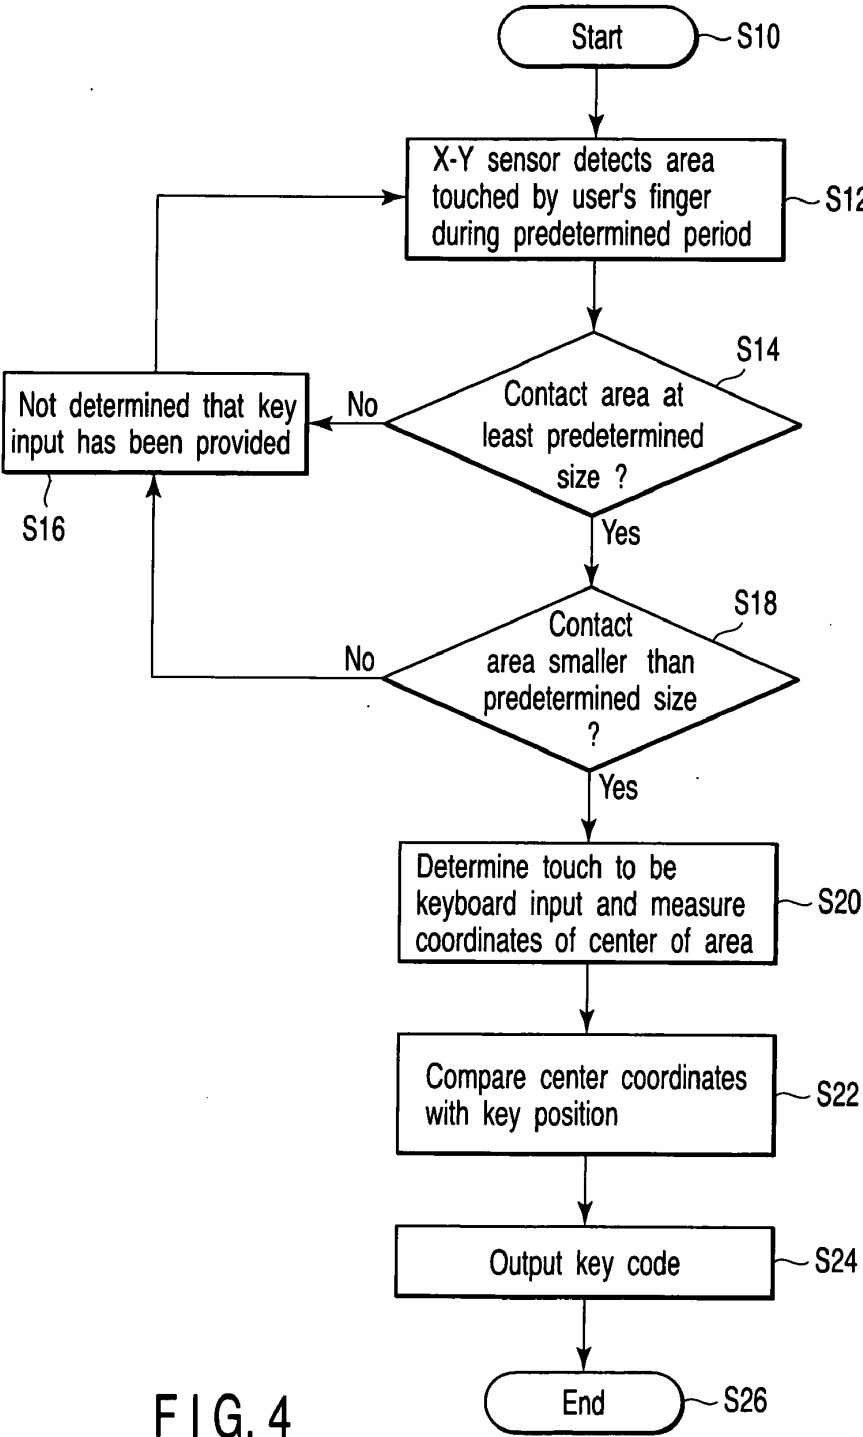 Start
S10
X-Y sensor detects area
touched by user's finger
during predetermined period
S12
S14
Contact area at
least predetermined
size ?
No
Not determined that key
input has been provided
S16
Yes
S18
Contact
area smaller than
predetermined size
?
No
Yes
Determine touch to be
keyboard input and measure
coordinates of center of area
S20
Compare center coordinates
with key position
S22
Output key code
S24
End
S26
FIG. 4